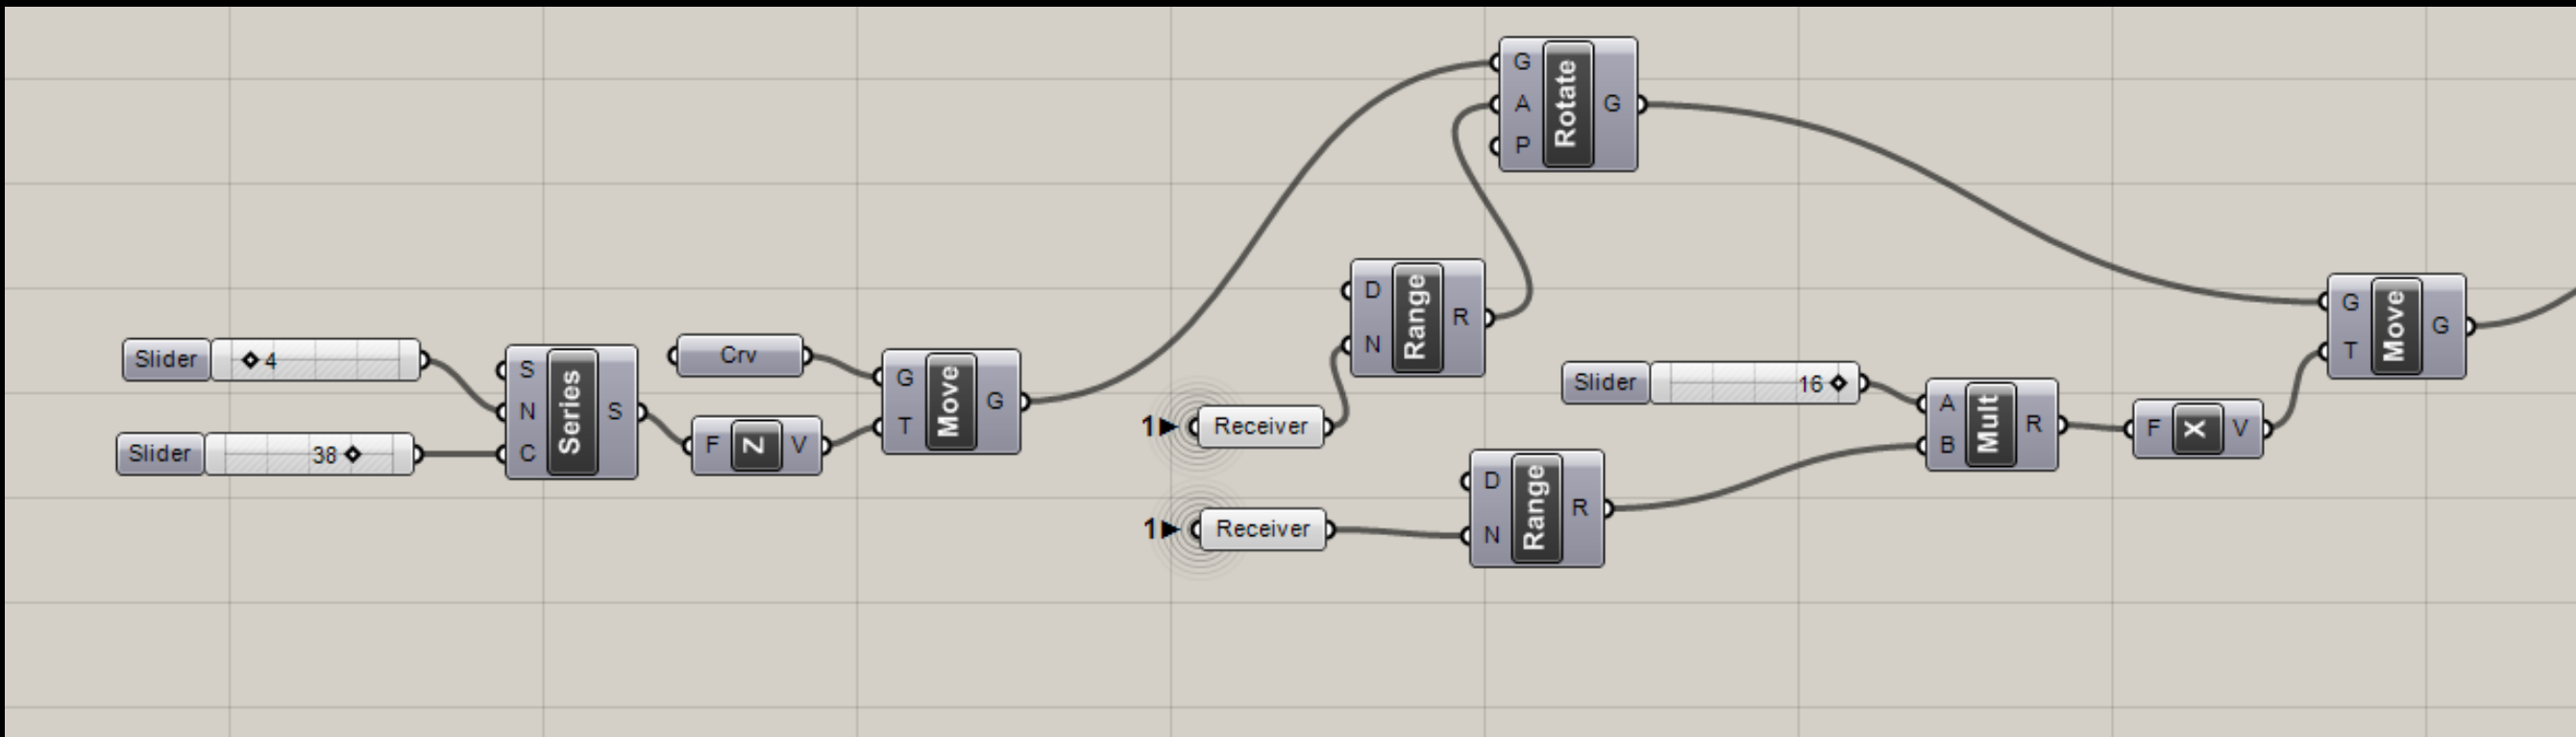 G
A
P
Rotate
G
Slider
4
Slider
38
S
N
C
Series
S
Crv
F
Z
V
G
T
Move
G
1
Receiver
D
N
Range
R
1
Receiver
D
N
Range
R
Slider
16
A
B
Mult
R
F
X
V
G
T
Move
G